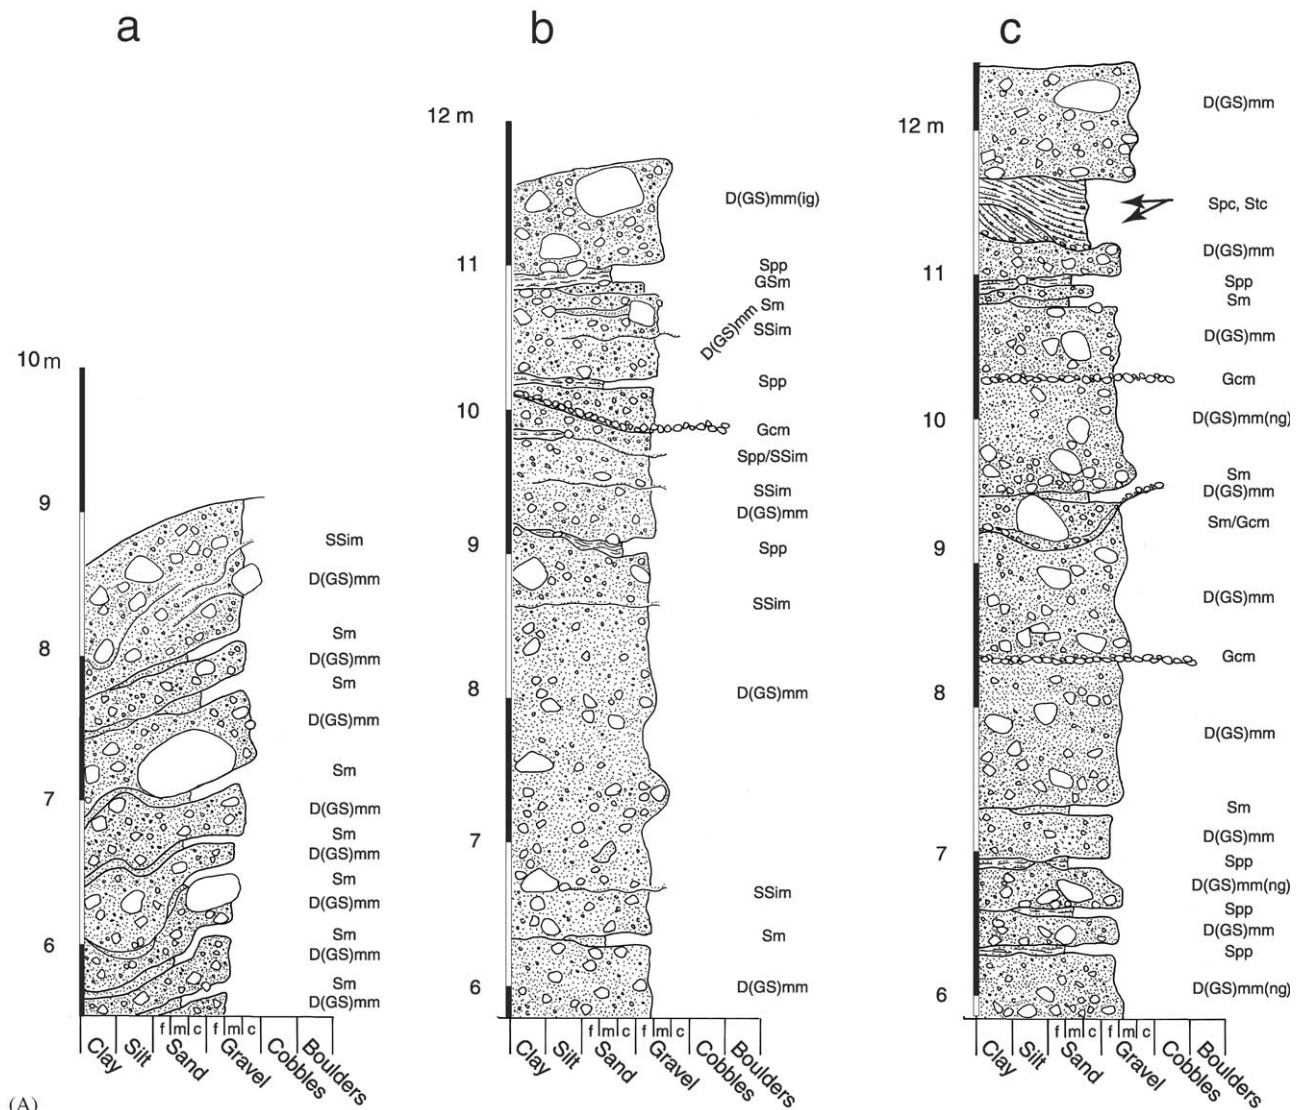 a
10 m
9
8
7
6
SSim
D(GS)mm
Sm
D(GS)mm
Sm
D(GS)mm
Sm
D(GS)mm
Sm
D(GS)mm
Sm
D(GS)mm
Sm
D(GS)mm
Sm
D(GS)mm
f m c f m c
Clay Silt Sand Gravel Cobbles Boulders
b
12 m
11
10
9
8
7
6
D(GS)mm(ig)
Spp
GSm
Sm
D(GS)mm
SSim
Spp
Gcm
Spp/SSim
SSim
D(GS)mm
Spp
SSim
D(GS)mm
SSim
Sm
D(GS)mm
f m c f m c
Clay Silt Sand Gravel Cobbles Boulders
c
12 m
11
10
9
8
7
6
D(GS)mm
Spc, Stc
D(GS)mm
Spp
Sm
D(GS)mm
Gcm
D(GS)mm(ng)
Sm
D(GS)mm
Sm/Gcm
D(GS)mm
Gcm
D(GS)mm
Sm
D(GS)mm
Spp
D(GS)mm(ng)
Spp
D(GS)mm
Spp
D(GS)mm(ng)
f m c f m c
Clay Silt Sand Gravel Cobbles Boulders
(A)